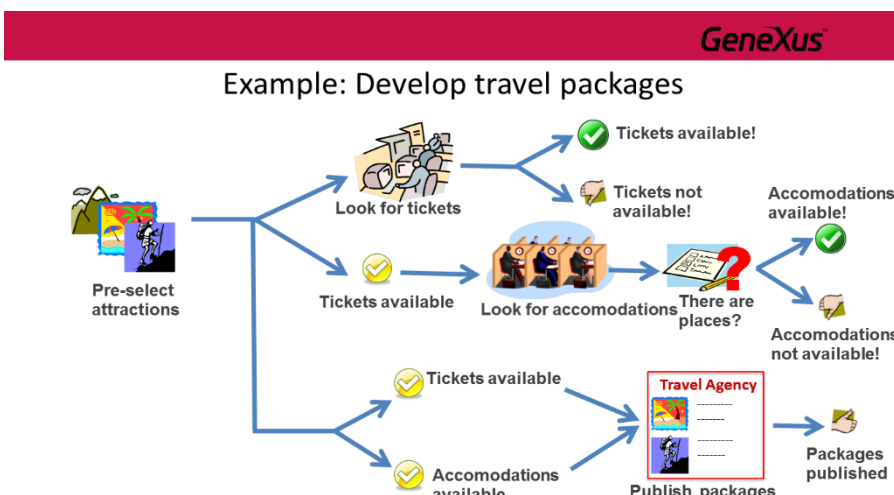 GeneXus
Example: Develop travel packages
Tickets available!
Look for tickets
Tickets not
available!
Accomodations
available!
Pre-select
attractions
Tickets available
Look for accomodations
There are
places?
Accomodations
not available!
Tickets available
Travel Agency
Packages
published
Accomodations
available
Publish packages